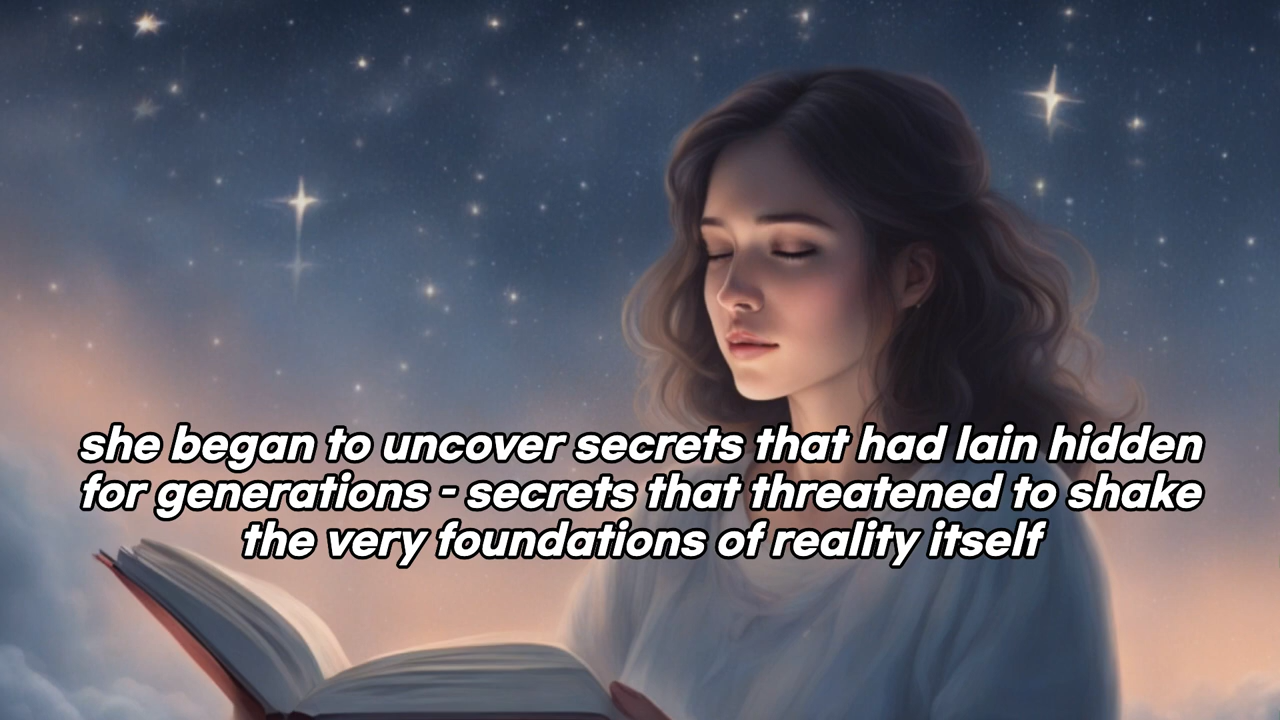 she began to uncover secrets that had lain hidden
for generations - secrets that threatened to shake
the very foundations of reality itself